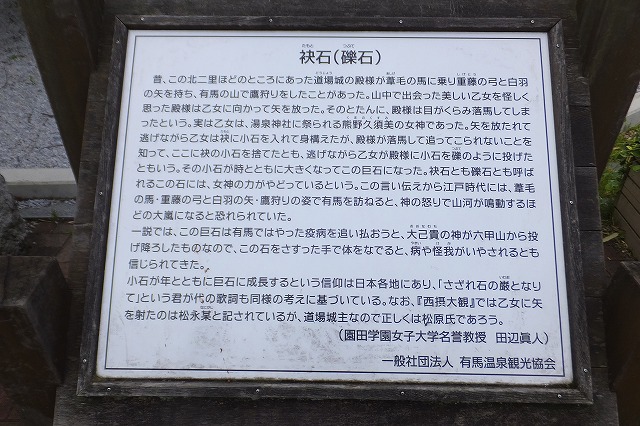 袂石(礫石)
昔、この北二里ほどのところにあった道場城の殿様が葦毛の馬に乗り重藤の弓と白羽
の矢を持ち、有馬の山で鷹狩りをしたことがあった。山中で出会った美しい乙女を怪しく
思った殿様は乙女に向かって矢を放った。そのとたんに、殿様は目がくらみ落馬してしま
ったという。実は乙女は、湯泉神社に祭られる熊野久須美の女神であった。矢を放たれて
逃げながら乙女は袂に小石を入れて身構えたが、殿様が落馬して追ってこられないことを
知って、ここに袂の小石を捨てたとも、逃げながら乙女が殿様に小石を礫のように投げた
ともいう。その小石が時とともに大きくなってこの巨石になった。袂石とも礫石とも呼ば
れるこの石には、女神の力がやどっているという。この言い伝えから江戸時代には、葦毛
の馬・重藤の弓と白羽の矢・鷹狩りの姿で有馬を訪ねると、神の怒りで山河が鳴動するほ
どの大嵐になると恐れられていた。
一説では、この巨石は有馬ではやった疫病を追い払おうと、大己貴の神が六甲山から投
げ降ろしたものなので、この石をさすった手で体をなでると、病や怪我がいやされるとも
信じられてきた。
小石が年とともに巨石に成長するという信仰は日本各地にあり、「さざれ石の巌となり
て」という君が代の歌詞も同様の考えに基づいている。なお、『西摂大観』では乙女に矢
を射たのは松永某と記されているが、道場城主なので正しくは松原氏であろう。
(園田学園女子大学名誉教授 田辺眞人)
一般社団法人 有馬温泉観光協会